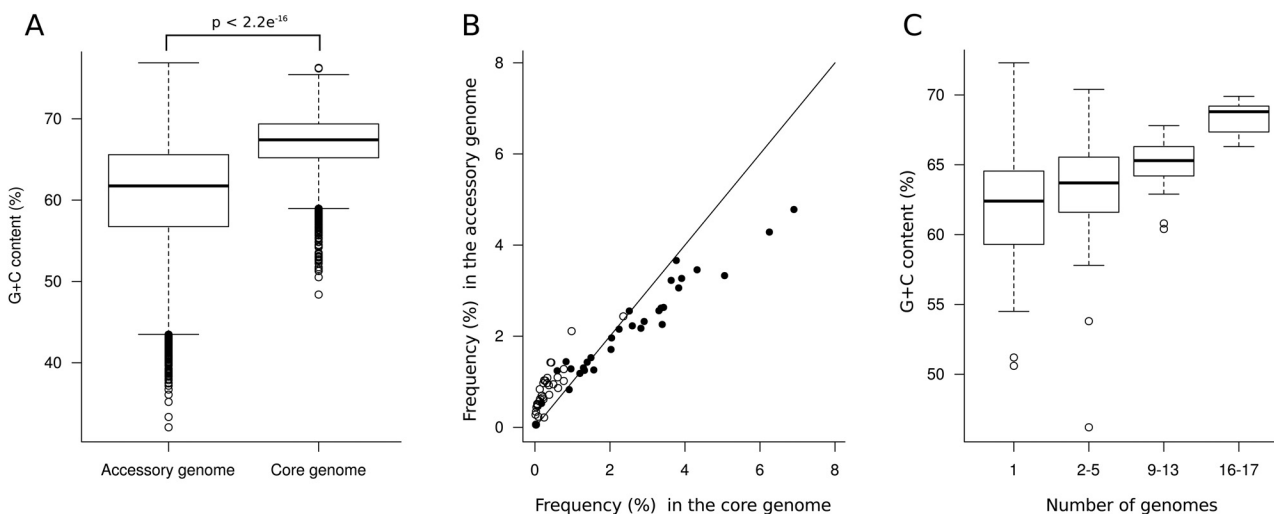 A
p < 2.2e-16
G+C content (%)
70
60
50
40
Accessory genome
Core genome
B
Frequency (%) in the accessory genome
8
6
4
2
0
0 2 4 6 8
Frequency (%) in the core genome
C
G+C content (%)
70
65
60
55
50
1 2-5 9-13 16-17
Number of genomes